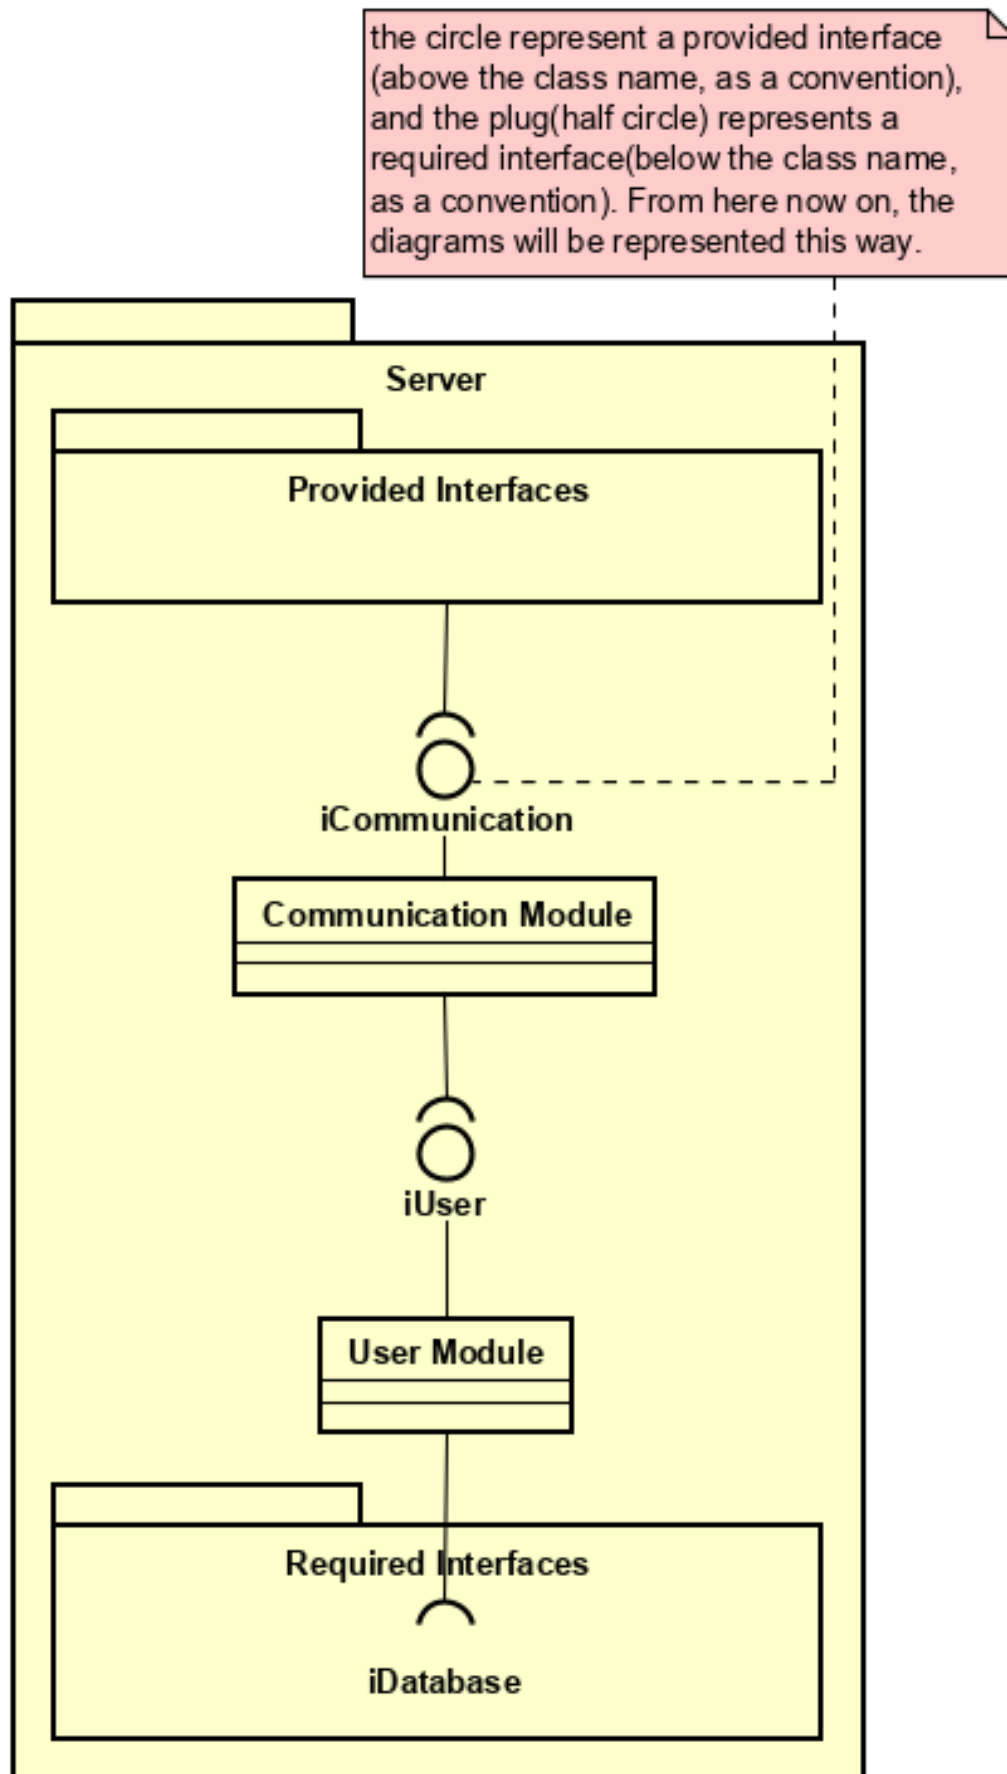 the circle represent a provided interface
(above the class name, as a convention),
and the plug(half circle) represents a
required interface(below the class name,
as a convention). From here now on, the
diagrams will be represented this way.
Server
Provided Interfaces
iCommunication
Communication Module
iUser
User Module
Required Interfaces
iDatabase